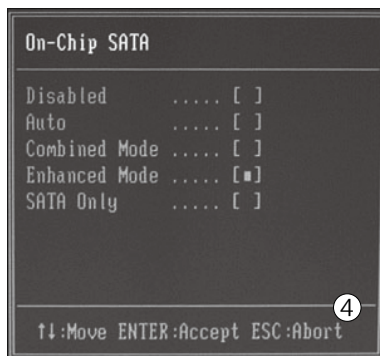 On-Chip SATA
Disabled ..... [ ]
Auto ..... [ ]
Combined Mode ..... [ ]
Enhanced Mode ..... [■]
SATA Only ..... [ ]
4
↑↓:Move ENTER:Accept ESC:Abort